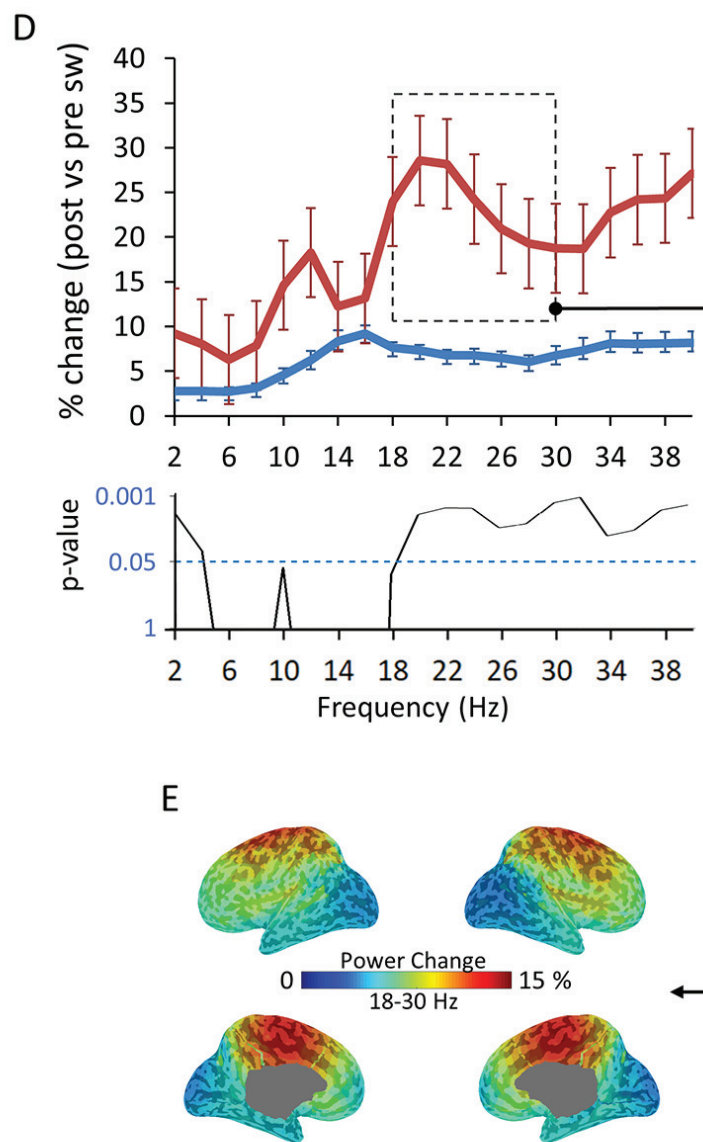 D
% change (post vs pre sw)
40
35
30
25
20
15
10
5
0
2 6 10 14 18 22 26 30 34 38
p-value
0.001
0.05
1
2 6 10 14 18 22 26 30 34 38
Frequency (Hz)
E
Power Change
0 15 %
18-30 Hz